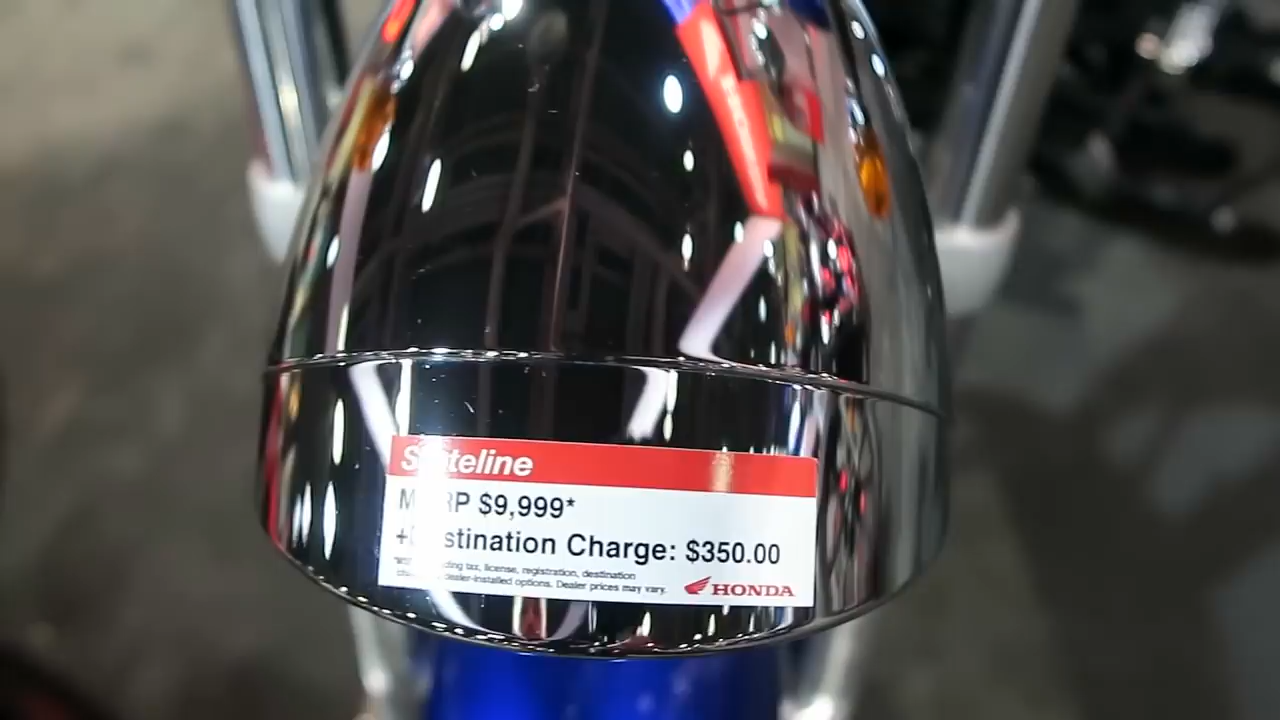 Stateline
MSRP $9,999*
+Destination Charge: $350.00
tax, license, registration, destination
dealer-installed options. Dealer prices may vary.
HONDA